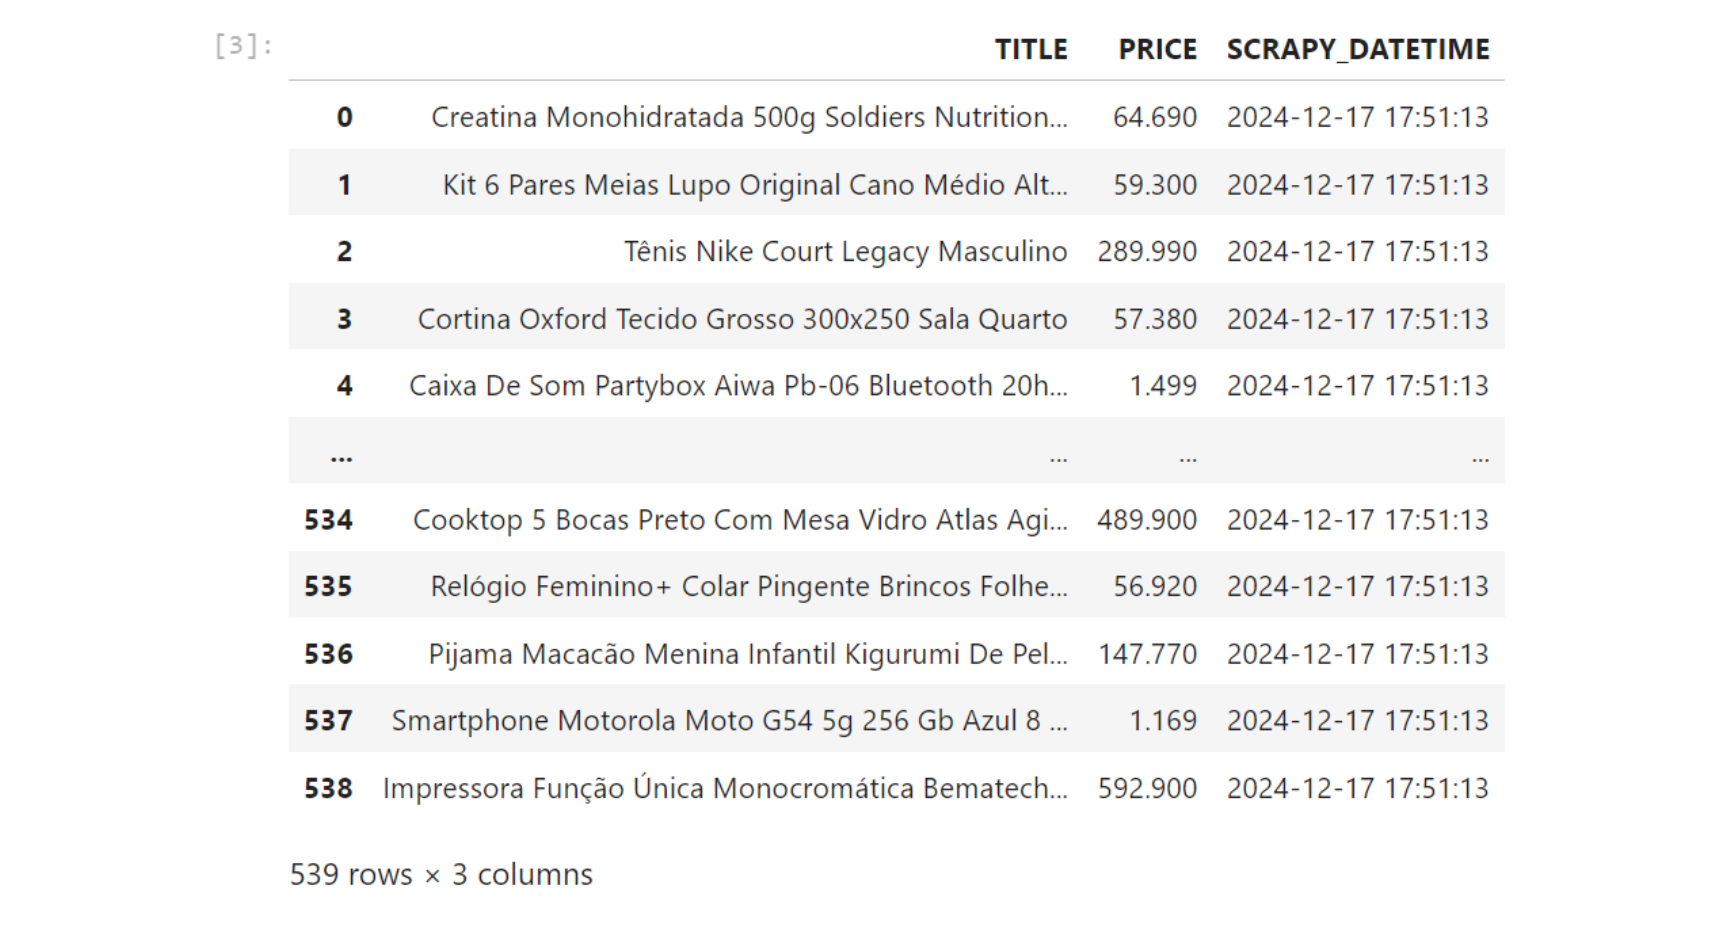 [3]:
TITLE PRICE SCRAPY_DATETIME
0 Creatina Monohidratada 500g Soldiers Nutrition... 64.690 2024-12-17 17:51:13
1 Kit 6 Pares Meias Lupo Original Cano Médio Alt... 59.300 2024-12-17 17:51:13
2 Tênis Nike Court Legacy Masculino 289.990 2024-12-17 17:51:13
3 Cortina Oxford Tecido Grosso 300x250 Sala Quarto 57.380 2024-12-17 17:51:13
4 Caixa De Som Partybox Aiwa Pb-06 Bluetooth 20h... 1.499 2024-12-17 17:51:13
... ... ... ...
534 Cooktop 5 Bocas Preto Com Mesa Vidro Atlas Agi... 489.900 2024-12-17 17:51:13
535 Relógio Feminino+ Colar Pingente Brincos Folhe... 56.920 2024-12-17 17:51:13
536 Pijama Macacão Menina Infantil Kigurumi De Pel... 147.770 2024-12-17 17:51:13
537 Smartphone Motorola Moto G54 5g 256 Gb Azul 8 ... 1.169 2024-12-17 17:51:13
538 Impressora Função Única Monocromática Bematech... 592.900 2024-12-17 17:51:13
539 rows × 3 columns